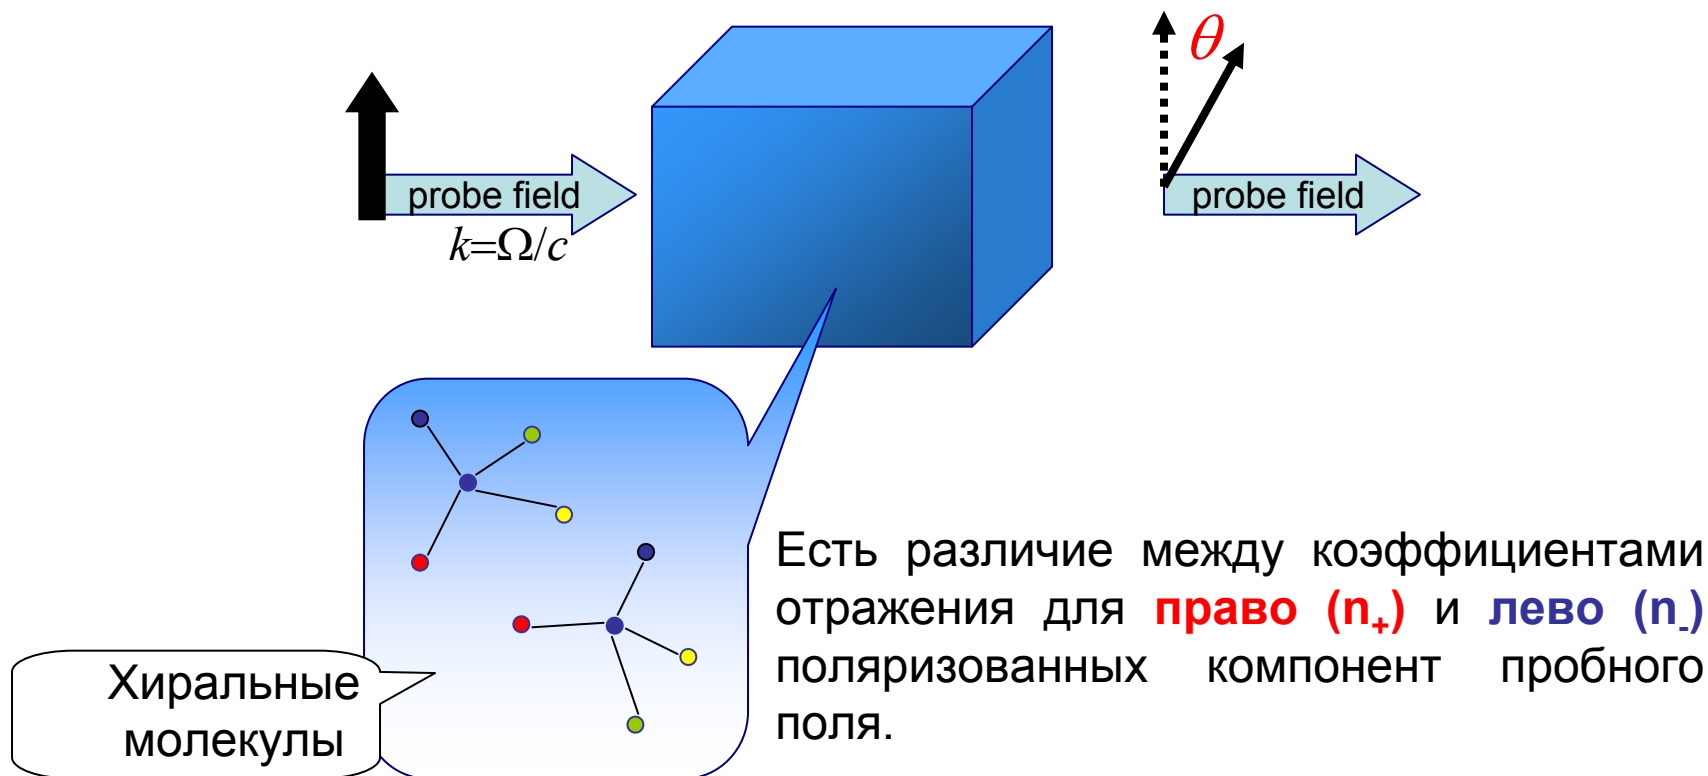 θ
probe field
probe field
k=Ω/c
Есть различие между коэффициентами
отражения для право (n₊) и лево (n₋)
поляризованных компонент пробного
поля.
Хиральные
молекулы